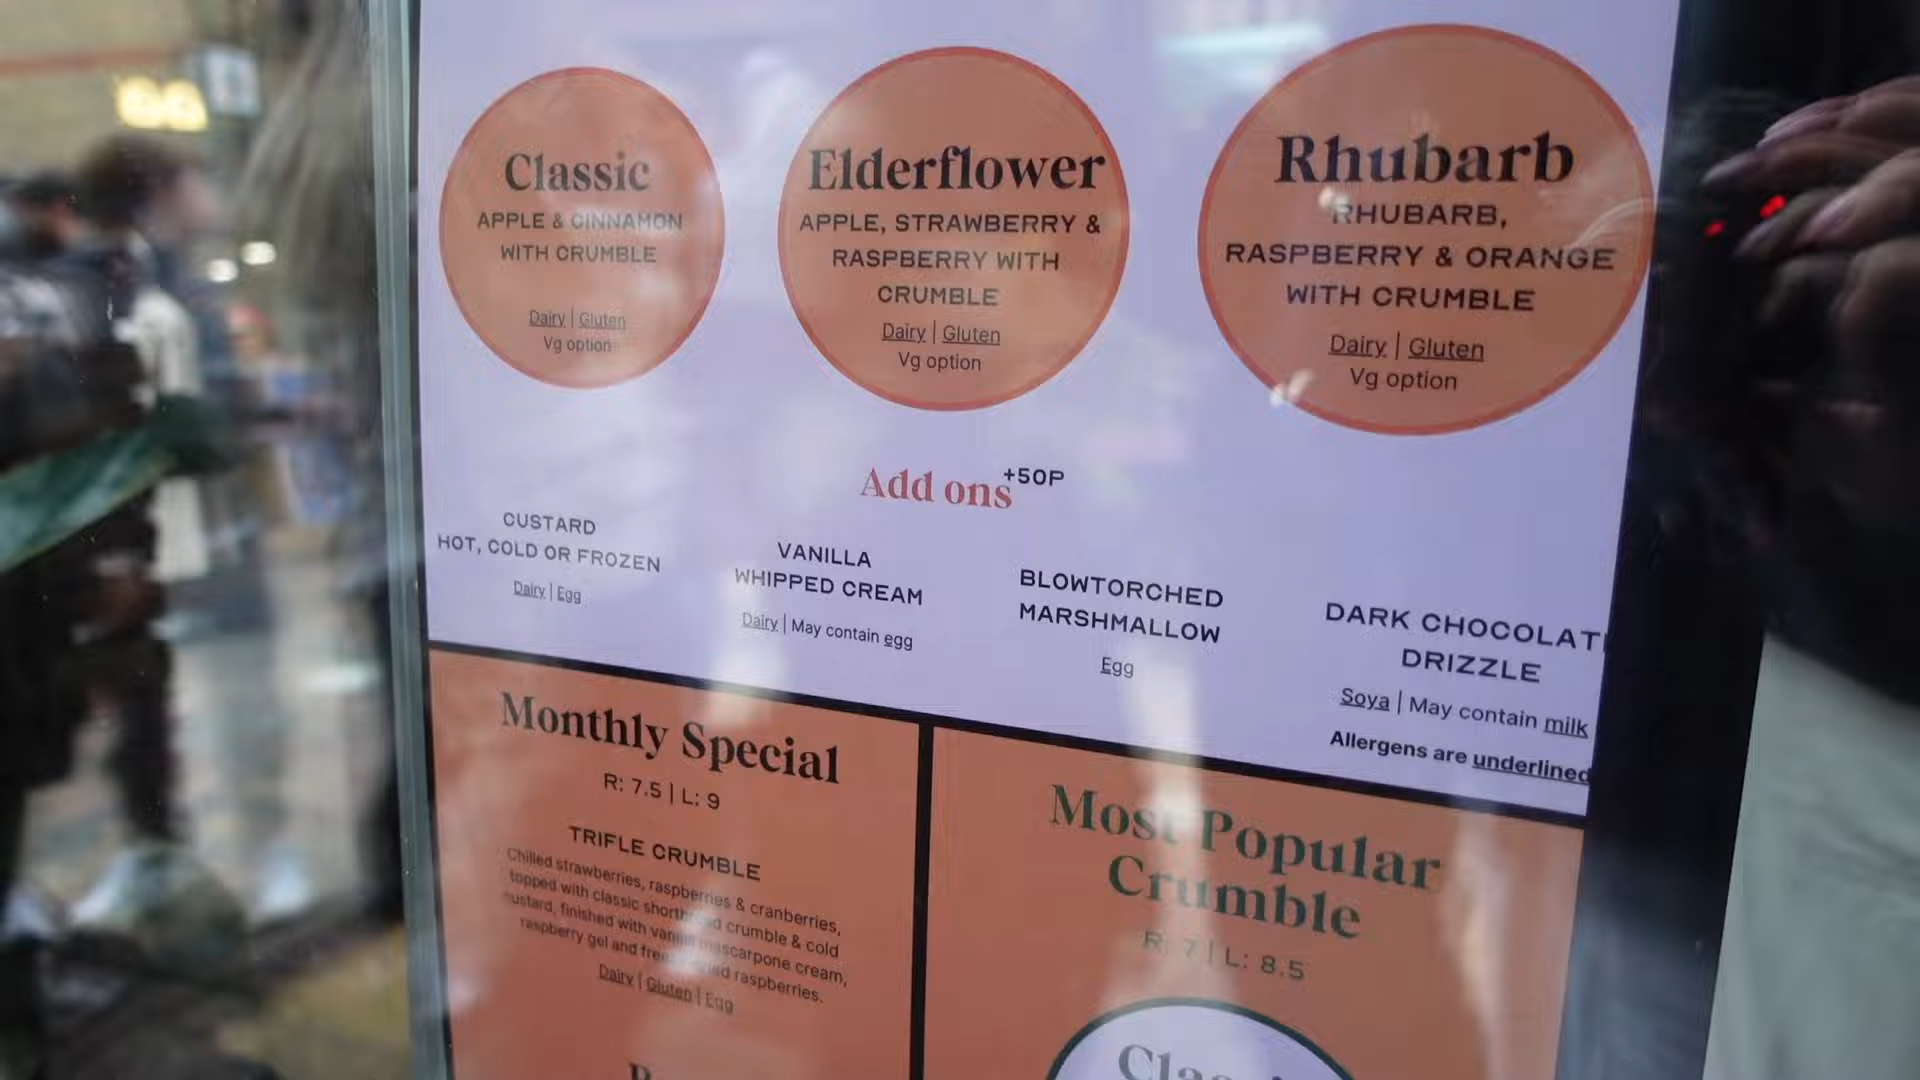 Classic
APPLE & CINNAMON
WITH CRUMBLE
Dairy | Gluten
Vg option
Elderflower
APPLE, STRAWBERRY &
RASPBERRY WITH
CRUMBLE
Dairy | Gluten
Vg option
Rhubarb
RHUBARB,
RASPBERRY & ORANGE
WITH CRUMBLE
Dairy | Gluten
Vg option
Add ons +50P
CUSTARD
HOT, COLD OR FROZEN
Dairy | Egg
VANILLA
WHIPPED CREAM
Dairy | May contain egg
BLOWTORCHED
MARSHMALLOW
Egg
DARK CHOCOLAT
DRIZZLE
Soya | May contain milk
Allergens are underlined
Monthly Special
R: 7.5 | L: 9
TRIFLE CRUMBLE
Chilled strawberries, raspberries & cranberries,
topped with classic shortbread crumble & cold
custard, finished with vanilla mascarpone cream,
raspberry gel and freeze dried raspberries.
Dairy | Gluten | Egg
Most Popular
Crumble
R: 7 | L: 8.5